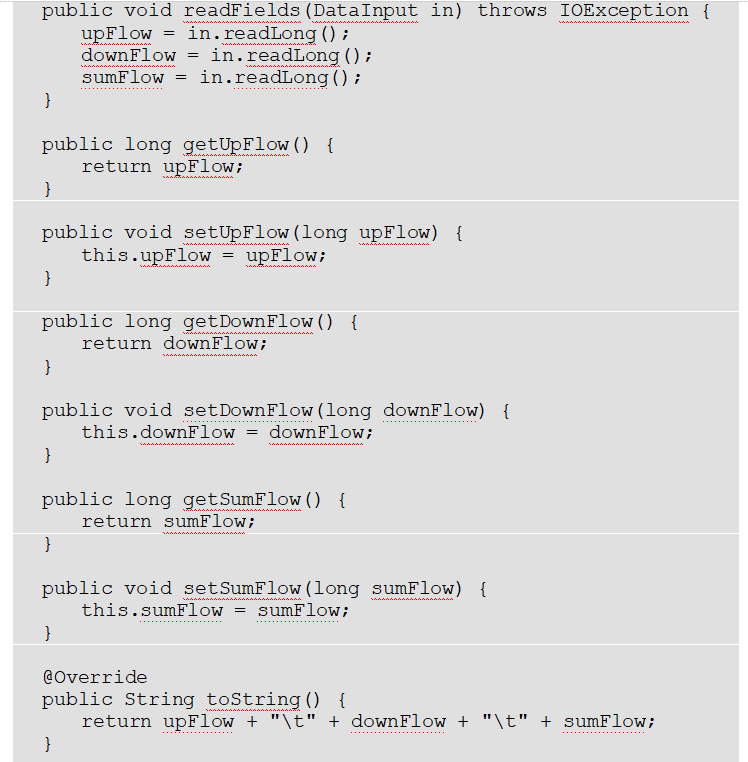 public void readFields(DataInput in) throws IOException {
upFlow = in.readLong();
downFlow = in.readLong();
sumFlow = in.readLong();
}
public long getUpFlow() {
return upFlow;
}
public void setUpFlow(long upFlow) {
this.upFlow = upFlow;
}
public long getDownFlow() {
return downFlow;
}
public void setDownFlow(long downFlow) {
this.downFlow = downFlow;
}
public long getSumFlow() {
return sumFlow;
}
public void setSumFlow(long sumFlow) {
this.sumFlow = sumFlow;
}
@Override
public String toString() {
return upFlow + "\t" + downFlow + "\t" + sumFlow;
}